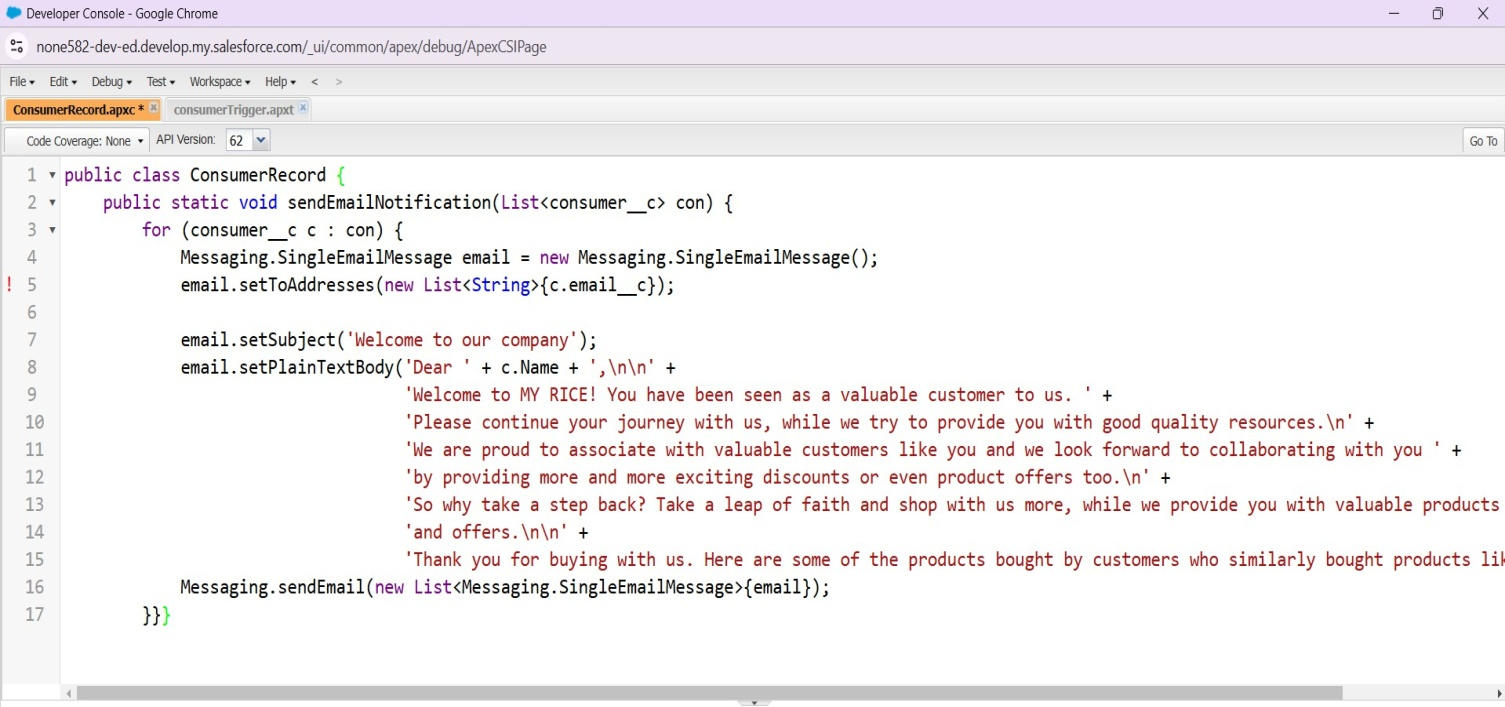 Developer Console - Google Chrome
none582-dev-ed.develop.my.salesforce.com/_ui/common/apex/debug/ApexCSIPage
File Edit Debug Test Workspace Help < >
ConsumerRecord.apxc * consumerTrigger.apxt
Code Coverage: None API Version: 62 Go To
1 public class ConsumerRecord {
2 public static void sendEmailNotification(List<consumer__c> con) {
3 for (consumer__c c : con) {
4 Messaging.SingleEmailMessage email = new Messaging.SingleEmailMessage();
! 5 email.setToAddresses(new List<String>{c.email__c});
6
7 email.setSubject('Welcome to our company');
8 email.setPlainTextBody('Dear ' + c.Name + ',\n\n' +
9 'Welcome to MY RICE! You have been seen as a valuable customer to us. ' +
10 'Please continue your journey with us, while we try to provide you with good quality resources.\n' +
11 'We are proud to associate with valuable customers like you and we look forward to collaborating with you ' +
12 'by providing more and more exciting discounts or even product offers too.\n' +
13 'So why take a step back? Take a leap of faith and shop with us more, while we provide you with valuable products
14 'and offers.\n\n' +
15 'Thank you for buying with us. Here are some of the products bought by customers who similarly bought products
16 Messaging.sendEmail(new List<Messaging.SingleEmailMessage>{email});
17 }}}